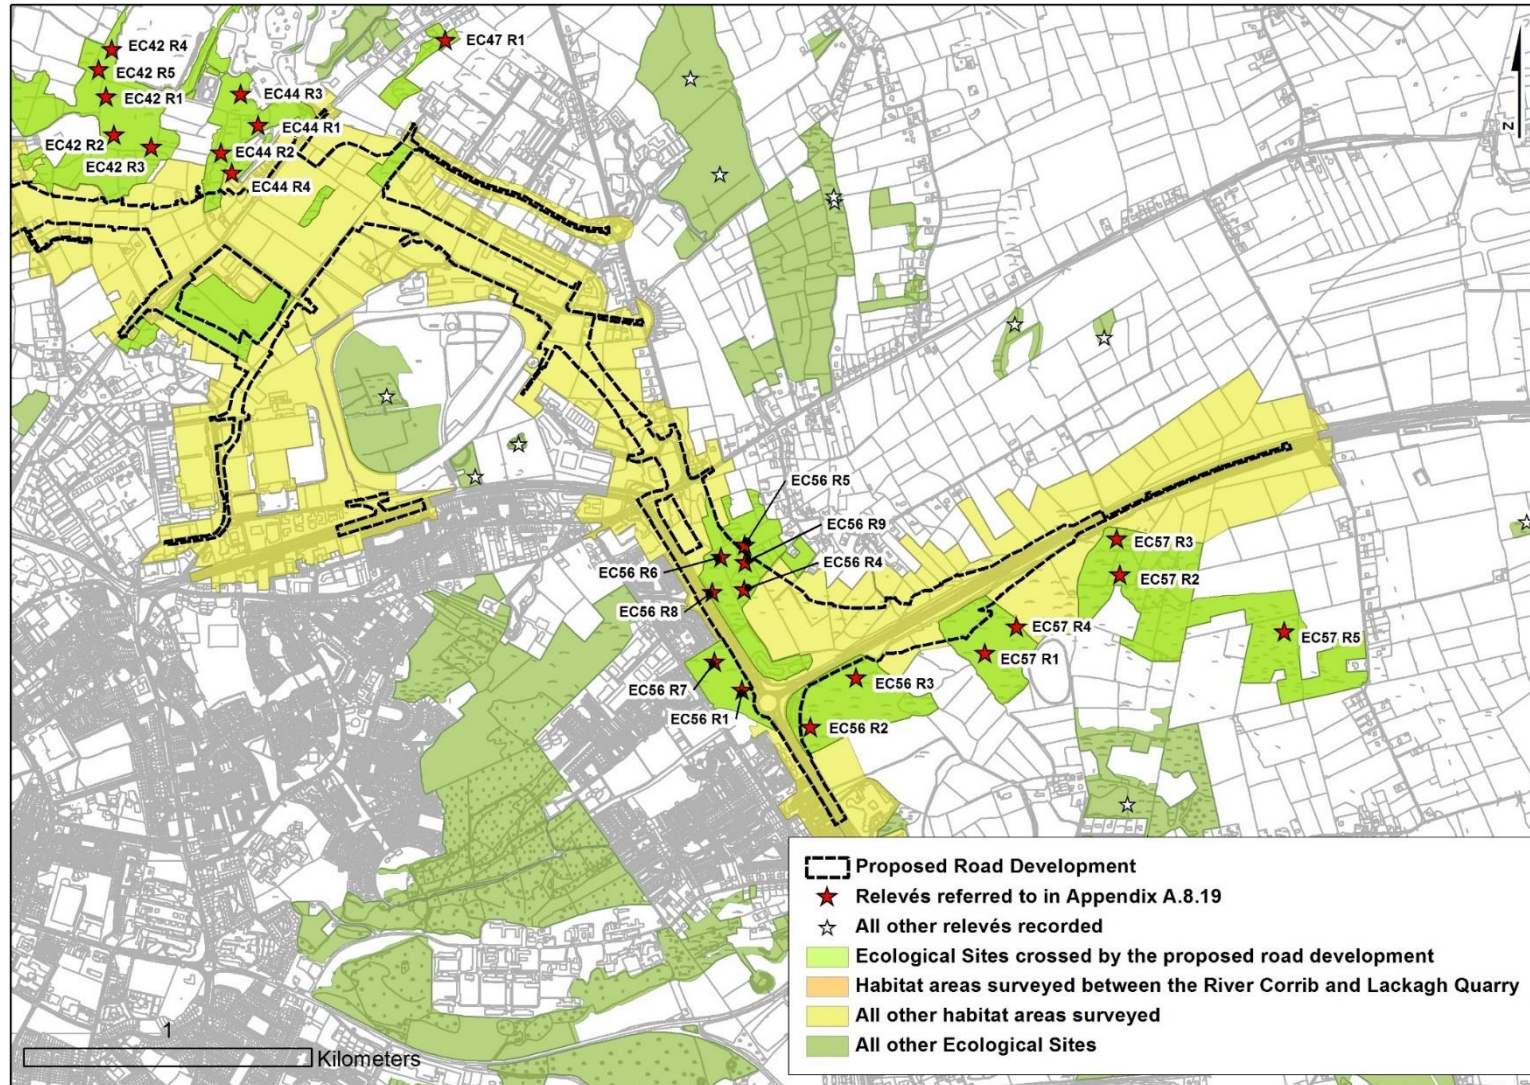 EC42 R4
EC47 R1
EC42 R5
EC44 R3
EC42 R1
EC44 R1
EC42 R2
EC44 R2
EC42 R3
EC44 R4
N
EC56 R5
EC56 R9
EC57 R3
EC56 R6
EC56 R4
EC57 R2
EC56 R8
EC57 R4
EC57 R5
EC57 R1
EC56 R7
EC56 R3
EC56 R1
EC56 R2
Proposed Road Development
Relevés referred to in Appendix A.8.19
All other relevés recorded
Ecological Sites crossed by the proposed road development
Habitat areas surveyed between the River Corrib and Lackagh Quarry
All other habitat areas surveyed
All other Ecological Sites
1
Kilometers